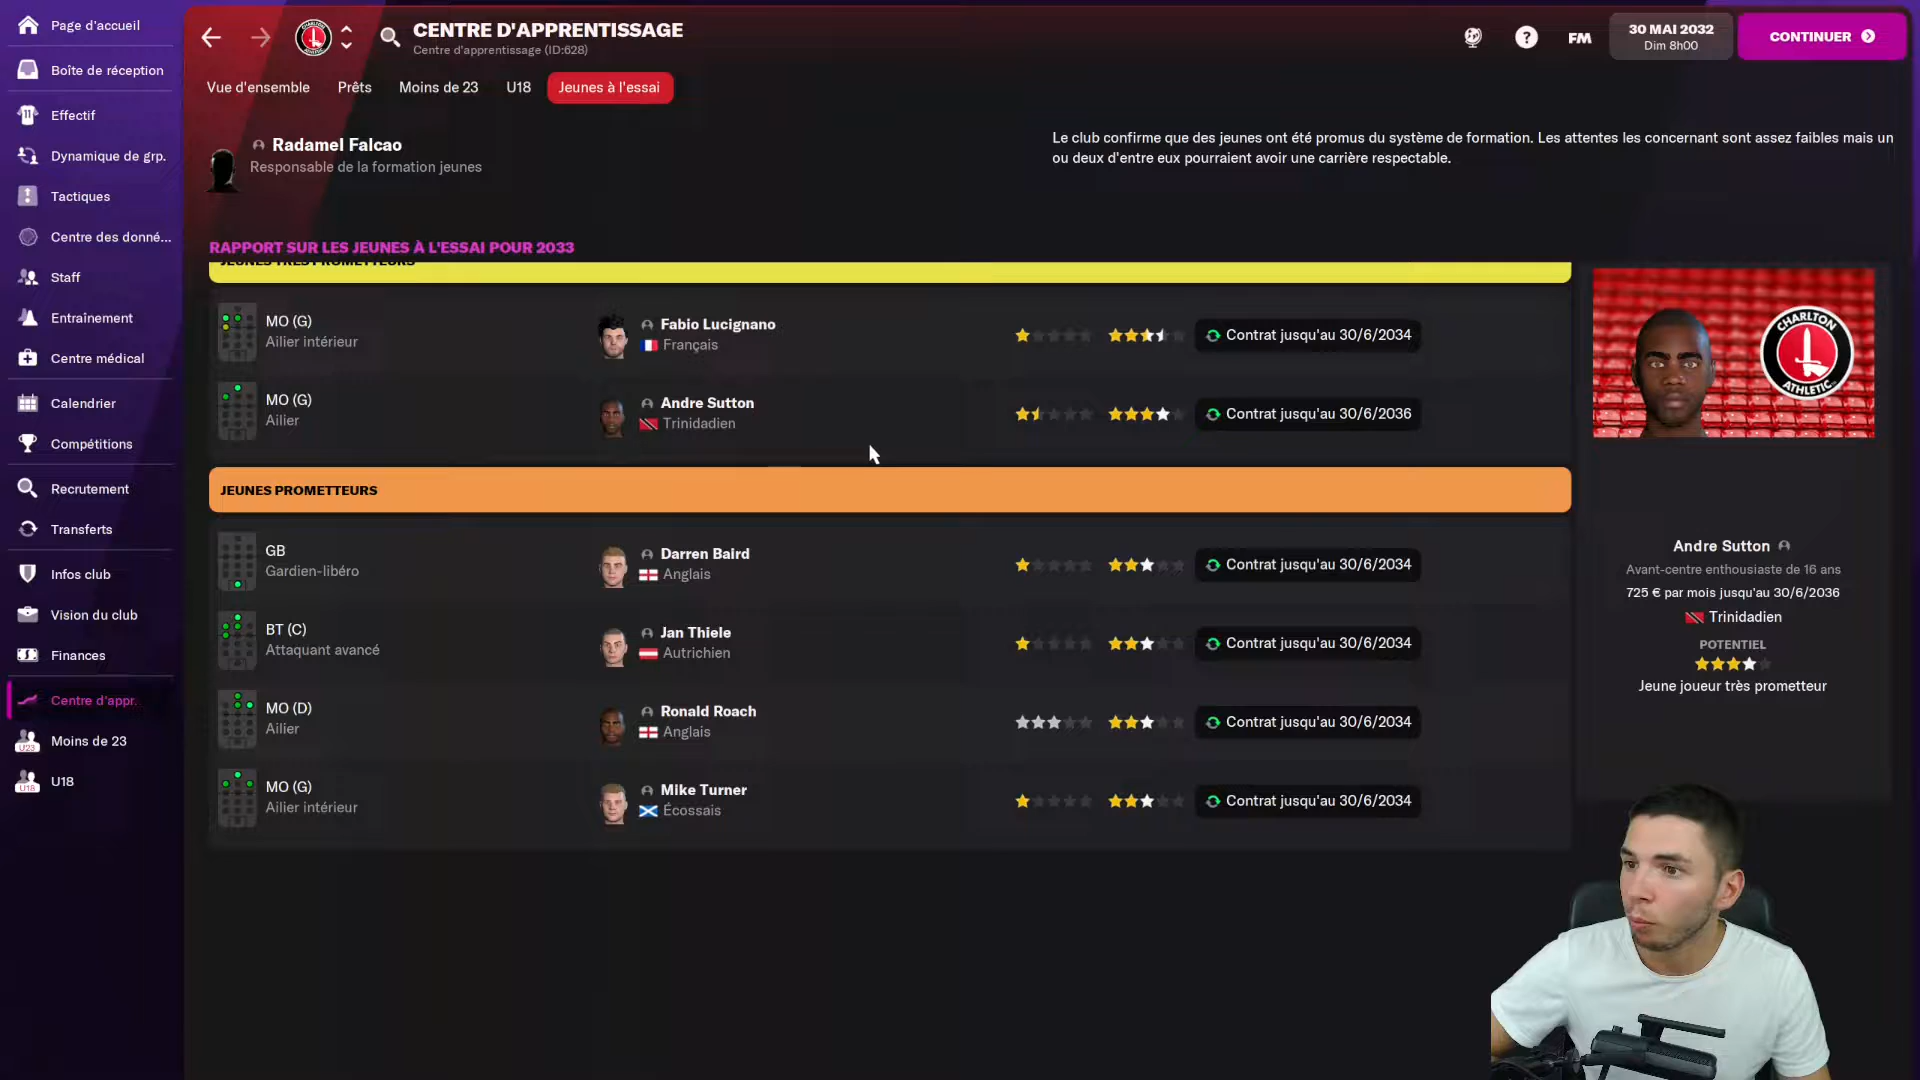 Page d'accueil
Boîte de réception
Effectif
Dynamique de grp.
Tactiques
Centre des donné...
Staff
Entraînement
Centre médical
Calendrier
Compétitions
Recrutement
Transferts
Infos club
Vision du club
Finances
Centre d'appr.
Moins de 23
U23
U18
U18
CHARLTON
ATHLETIC
CENTRE D'APPRENTISSAGE
Centre d'apprentissage (ID:628)
?
FM
30 MAI 2032
Dim 8h00
CONTINUER
Vue d'ensemble
Prêts
Moins de 23
U18
Jeunes à l'essai
Radamel Falcao
Responsable de la formation jeunes
Le club confirme que des jeunes ont été promus du système de formation. Les attentes les concernant sont assez faibles mais un
ou deux d'entre eux pourraient avoir une carrière respectable.
RAPPORT SUR LES JEUNES À L'ESSAI POUR 2033
JEUNES TRÈS PROMETTEURS
MO (G)
Ailier intérieur
Fabio Lucignano
Français
Contrat jusqu'au 30/6/2034
MO (G)
Ailier
Andre Sutton
Trinidadien
Contrat jusqu'au 30/6/2036
JEUNES PROMETTEURS
GB
Gardien-libéro
Darren Baird
Anglais
Contrat jusqu'au 30/6/2034
BT (C)
Attaquant avancé
Jan Thiele
Autrichien
Contrat jusqu'au 30/6/2034
MO (D)
Ailier
Ronald Roach
Anglais
Contrat jusqu'au 30/6/2034
MO (G)
Ailier intérieur
Mike Turner
Écossais
Contrat jusqu'au 30/6/2034
CHARLTON
ATHLETIC
Andre Sutton
Avant-centre enthousiaste de 16 ans
725 € par mois jusqu'au 30/6/2036
Trinidadien
POTENTIEL
Jeune joueur très prometteur